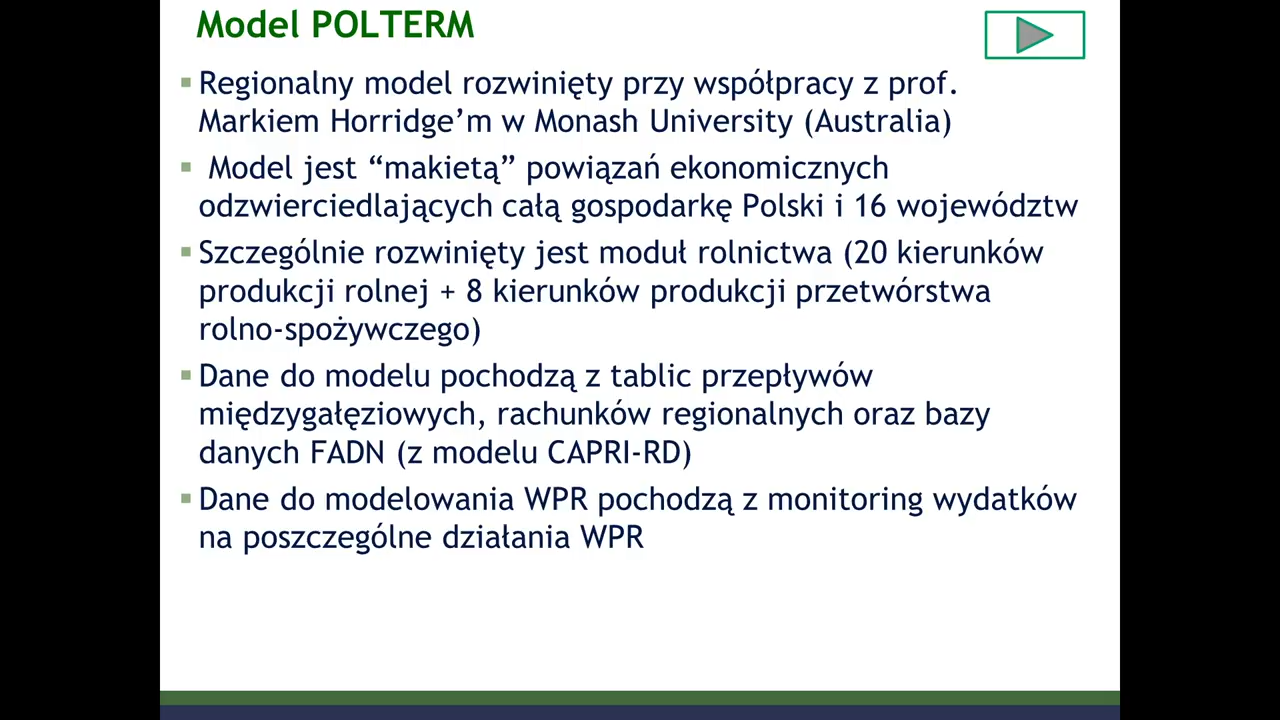 Model POLTERM
Regionalny model rozwinięty przy współpracy z prof.
Markiem Horridge’m w Monash University (Australia)
Model jest “makietą” powiązań ekonomicznych
odzwierciedlających całą gospodarkę Polski i 16 województw
Szczególnie rozwinięty jest moduł rolnictwa (20 kierunków
produkcji rolnej + 8 kierunków produkcji przetwórstwa
rolno-spożywczego)
Dane do modelu pochodzą z tablic przepływów
międzygałęziowych, rachunków regionalnych oraz bazy
danych FADN (z modelu CAPRI-RD)
Dane do modelowania WPR pochodzą z monitoring wydatków
na poszczególne działania WPR